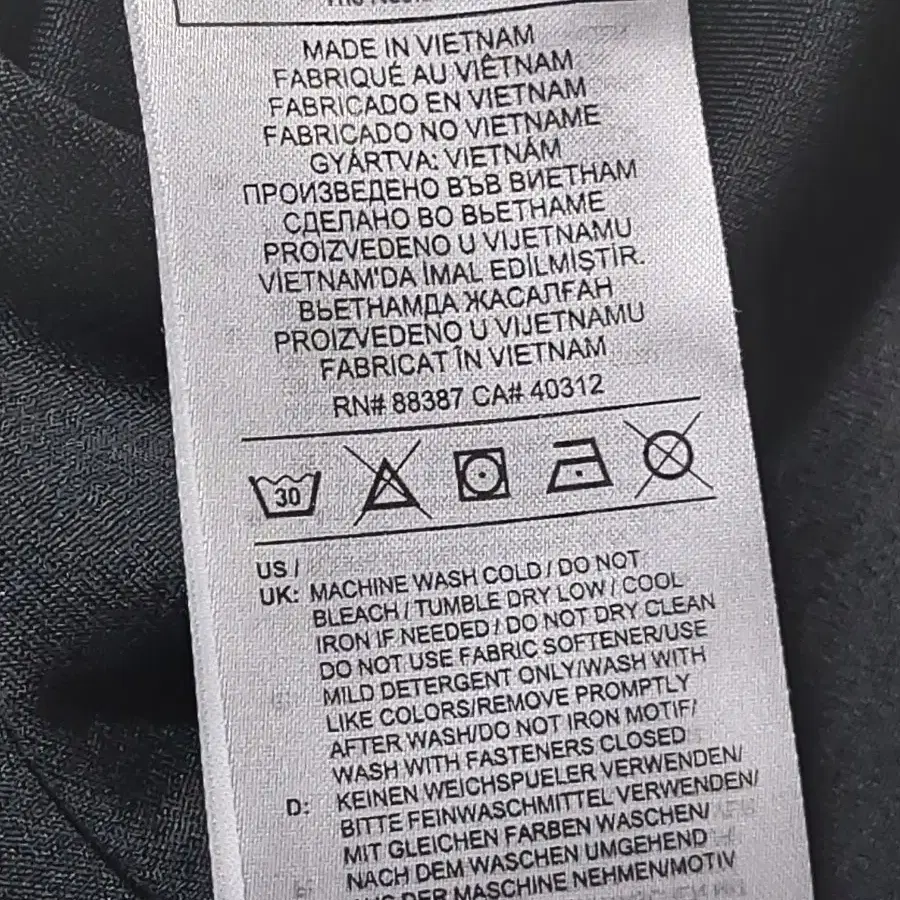 MADE IN VIETNAM
FABRIQUÉ AU VIÊTNAM
FABRICADO EN VIETNAM
FABRICADO NO VIETNAME
GYÁRTVA: VIETNÁM
ПРОИЗВЕДЕНО ВЪВ ВИЕТНАМ
СДЕЛАНО ВО ВЬЕТНАМЕ
PROIZVEDENO U VIJETNAMU
VİETNAM'DA İMAL EDİLMİŞTİR.
ВЬЕТНАМДА ЖАСАЛҒАН
PROIZVEDENO U VIJETNAMU
FABRICAT ÎN VIETNAM
RN# 88387 CA# 40312
30
US /
UK: MACHINE WASH COLD / DO NOT
BLEACH / TUMBLE DRY LOW / COOL
IRON IF NEEDED / DO NOT DRY CLEAN
DO NOT USE FABRIC SOFTENER/USE
MILD DETERGENT ONLY/WASH WITH
LIKE COLORS/REMOVE PROMPTLY
AFTER WASH/DO NOT IRON MOTIF/
WASH WITH FASTENERS CLOSED
D: KEINEN WEICHSPUELER VERWENDEN/
BITTE FEINWASCHMITTEL VERWENDEN/
MIT GLEICHEN FARBEN WASCHEN/
NACH DEM WASCHEN UMGEHEND
AUS DER MASCHINE NEHMEN/MOTIV